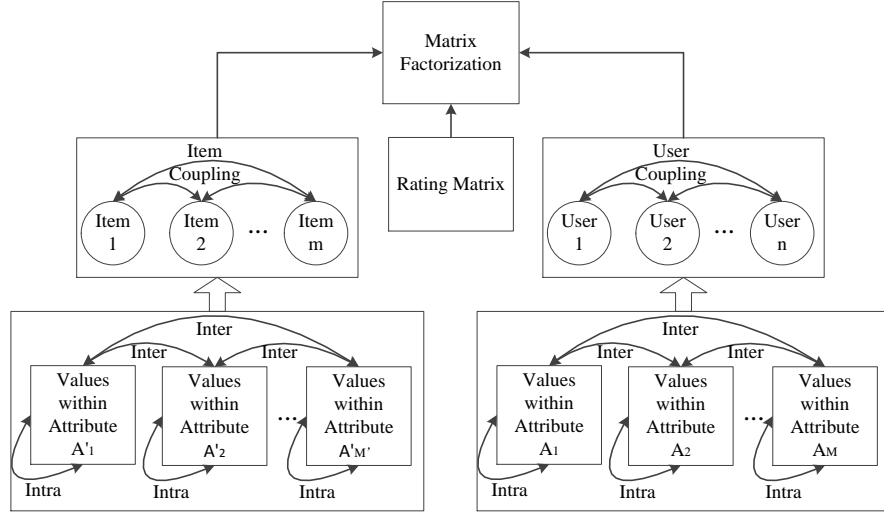 Matrix
Factorization
Item
Coupling
Item
1
Item
2
...
Item
m
Rating Matrix
User
Coupling
User
1
User
2
...
User
n
Inter
Inter
Inter
Values
within
Attribute
A'1
Values
within
Attribute
A'2
...
Values
within
Attribute
A'M'
Intra
Intra
Intra
Inter
Inter
Inter
Values
within
Attribute
A1
Values
within
Attribute
A2
...
Values
within
Attribute
AM
Intra
Intra
Intra